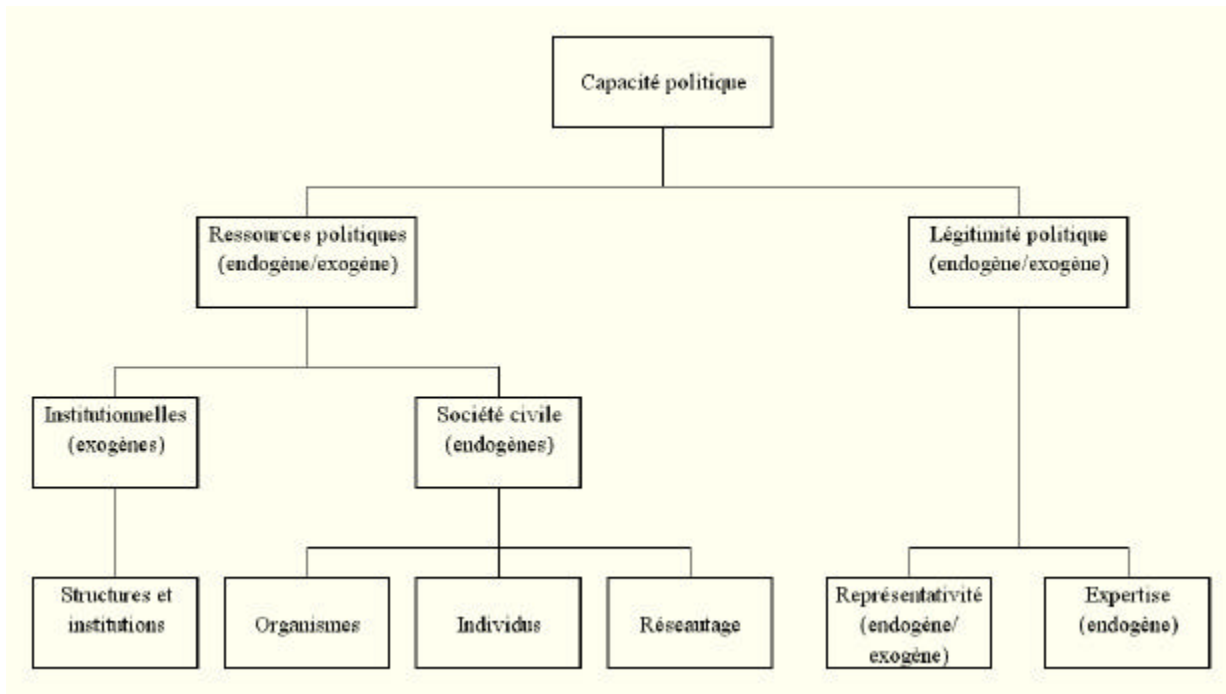 Capacité politique
Ressources politiques
(endogène/exogène)
Légitimité politique
(endogène/exogène)
Institutionnelles
(exogènes)
Société civile
(endogènes)
Structures et
institutions
Organismes
Individus
Réseautage
Représentativité
(endogène/
exogène)
Expertise
(endogène)